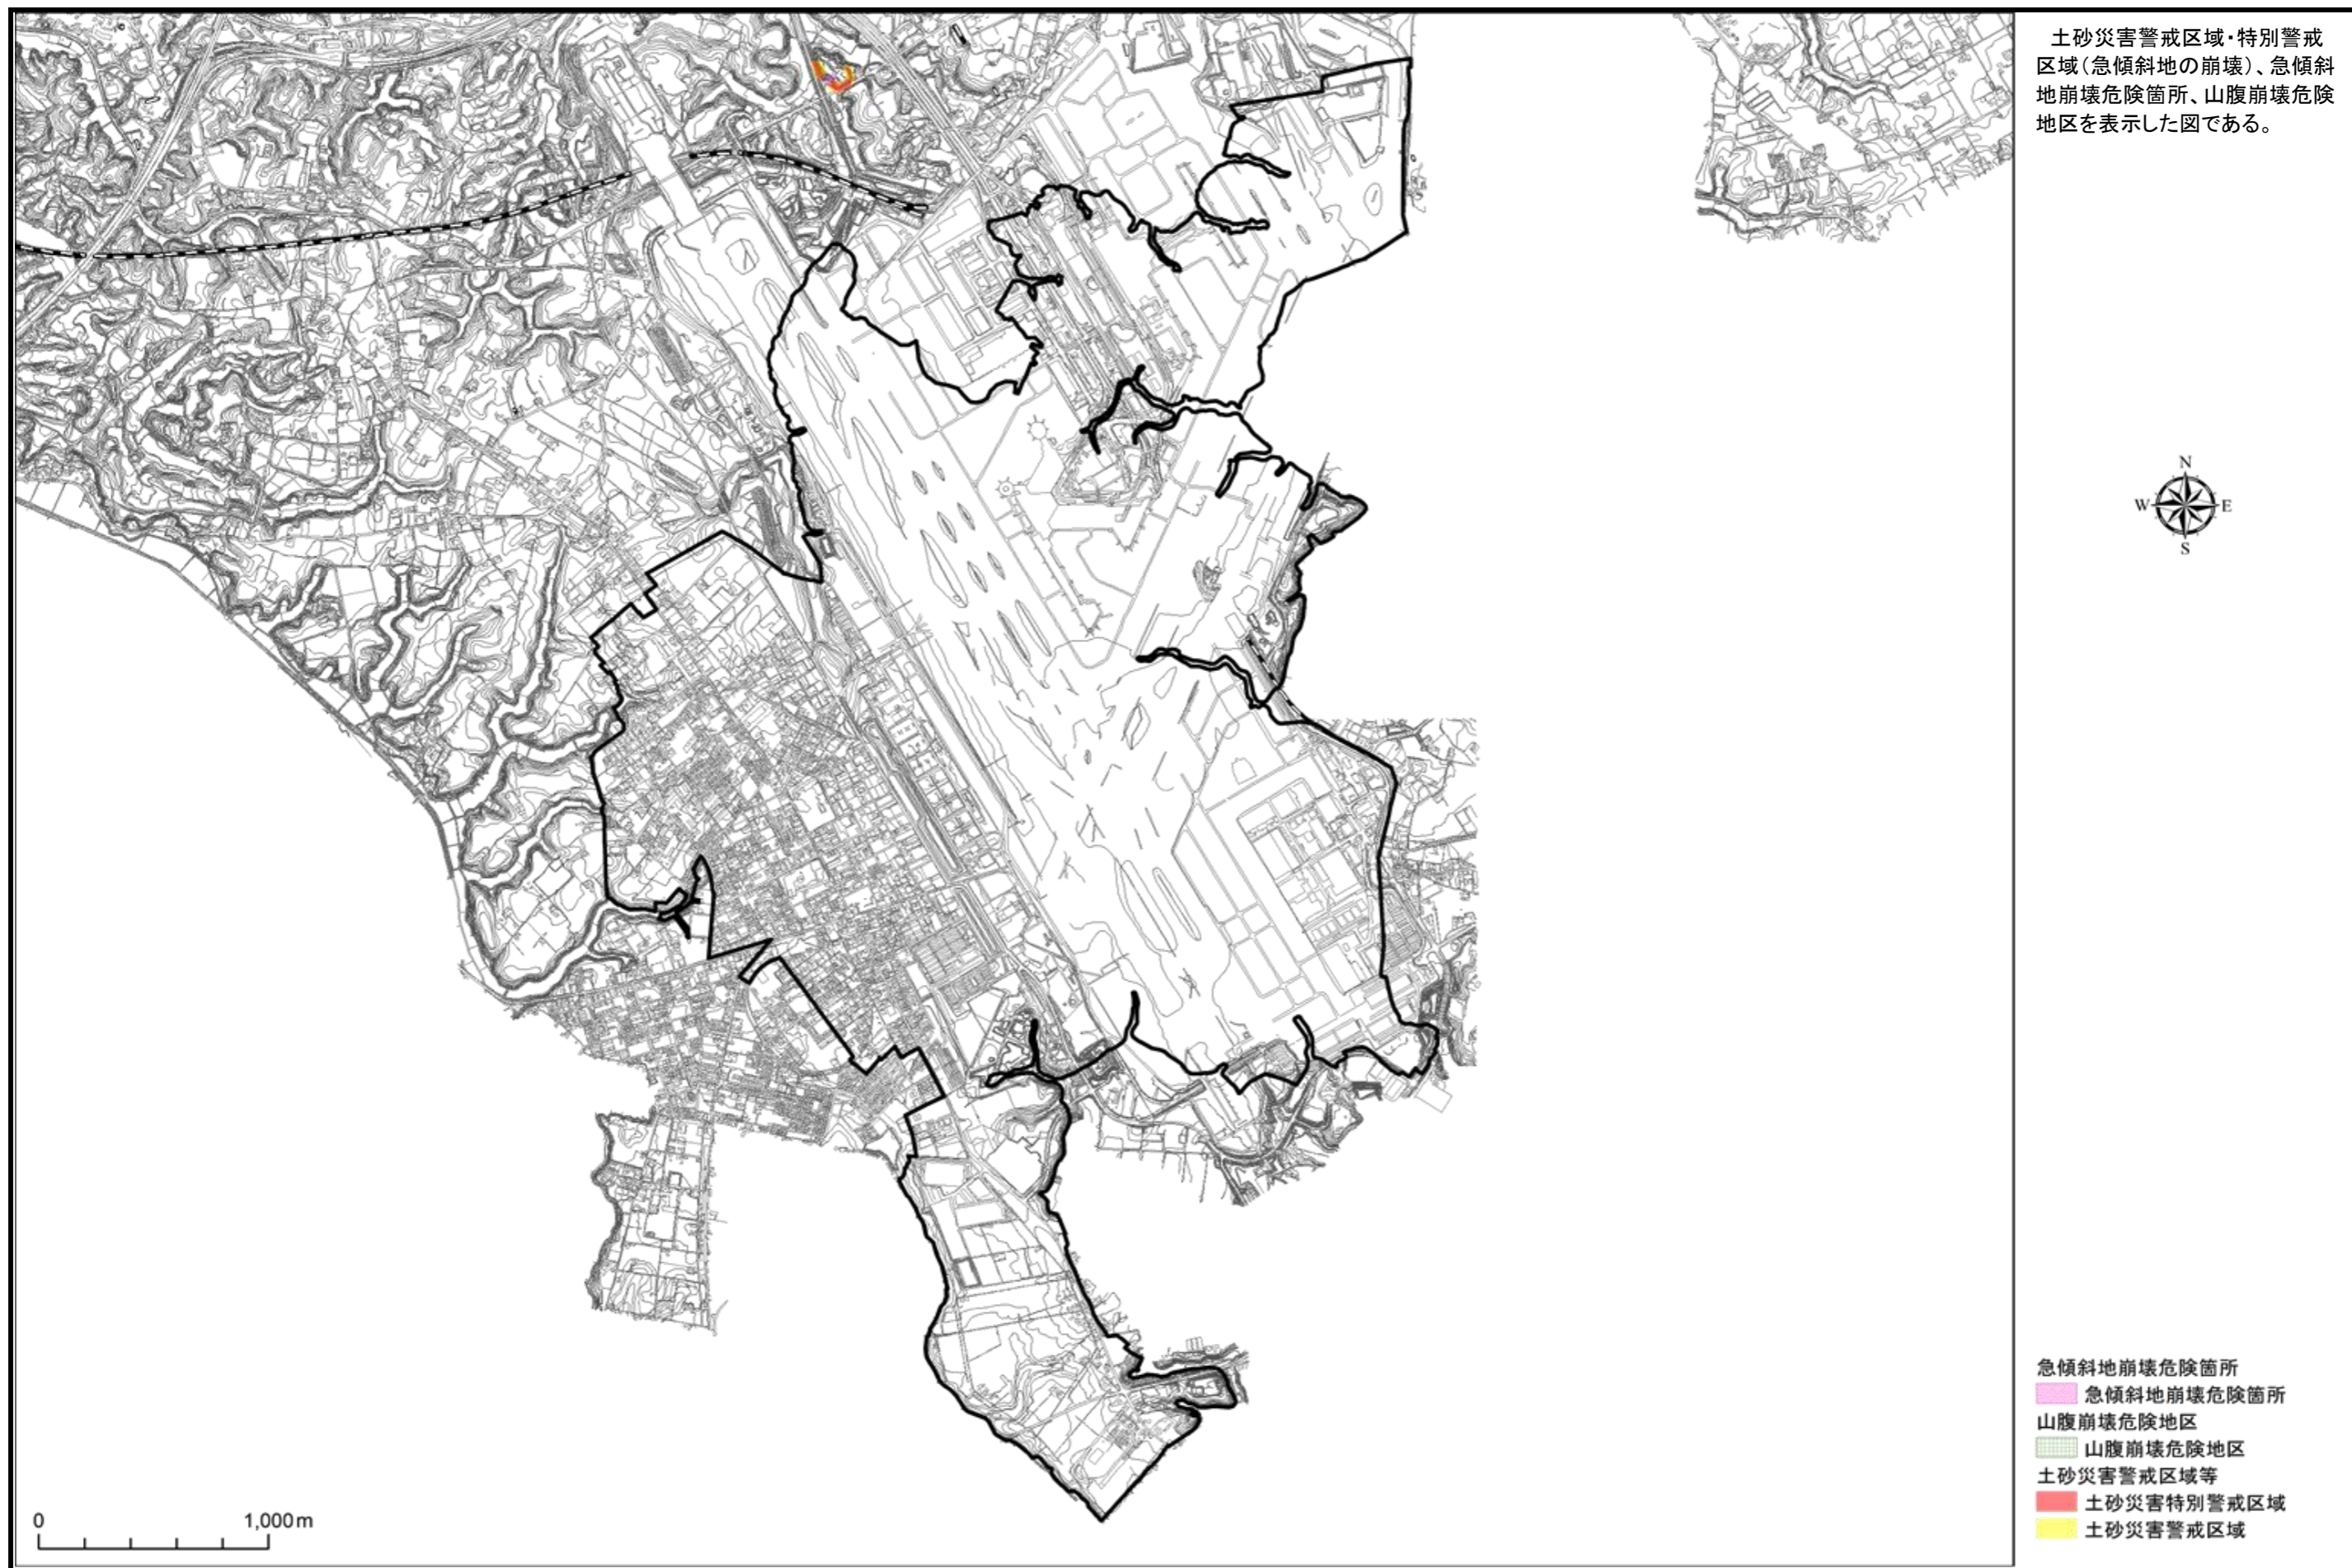 土砂災害警戒区域・特別警戒
区域（急傾斜地の崩壊）、急傾斜
地崩壊危険箇所、山腹崩壊危険
地区を表示した図である。
N
W E
S
急傾斜地崩壊危険箇所
急傾斜地崩壊危険箇所
山腹崩壊危険地区
山腹崩壊危険地区
土砂災害警戒区域等
土砂災害特別警戒区域
土砂災害警戒区域
0 1,000m